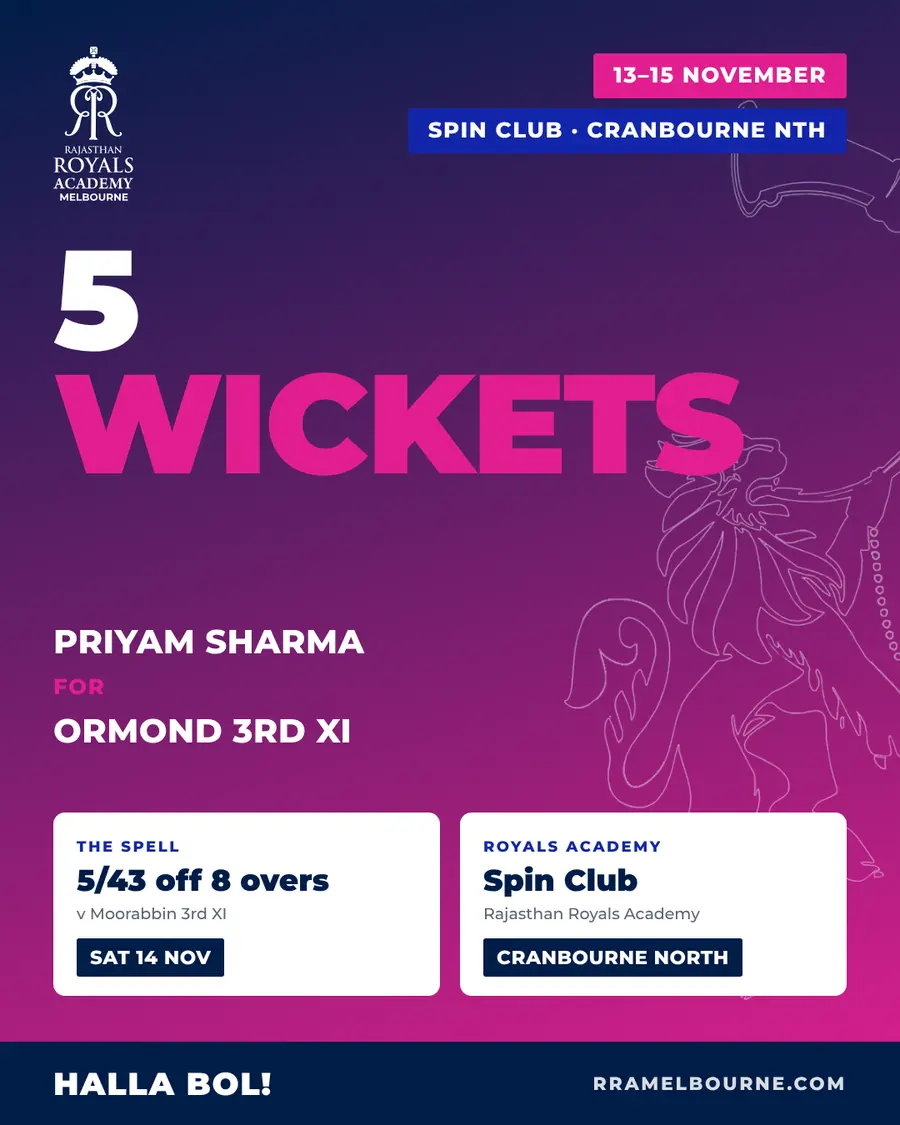 RAJASTHAN
ROYALS
ACADEMY
MELBOURNE
13–15 NOVEMBER
SPIN CLUB · CRANBOURNE NTH
5
WICKETS
PRIYAM SHARMA
FOR
ORMOND 3RD XI
THE SPELL
5/43 off 8 overs
v Moorabbin 3rd XI
SAT 14 NOV
ROYALS ACADEMY
Spin Club
Rajasthan Royals Academy
CRANBOURNE NORTH
HALLA BOL!
RRAMELBOURNE.COM